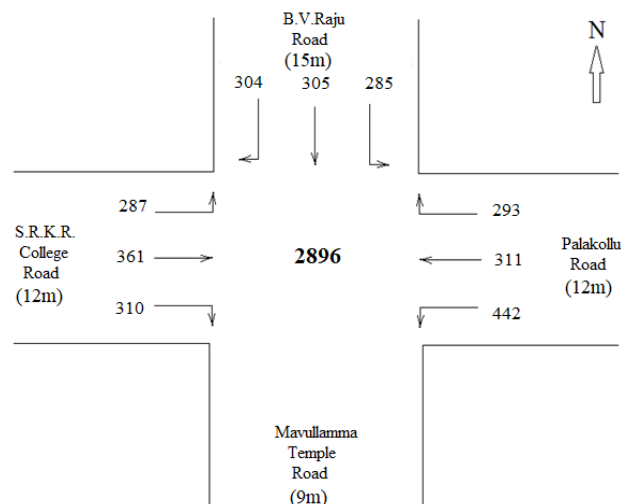 B.V.Raju
Road
(15m)
N
304 305 285
287
293
S.R.K.R.
College
Road
(12m)
361
2896
311
Palakollu
Road
(12m)
310
442
Mavullamma
Temple
Road
(9m)